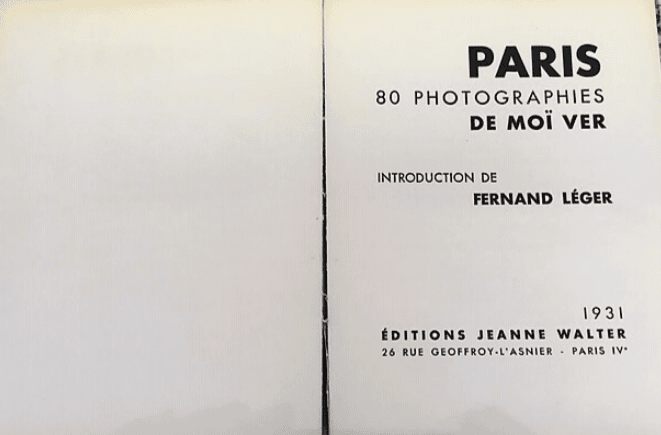 PARIS
80 PHOTOGRAPHIES
DE MOÏ VER
INTRODUCTION DE
FERNAND LÉGER
1931
ÉDITIONS JEANNE WALTER
26 RUE GEOFFROY-L'ASNIER - PARIS IVᵉ